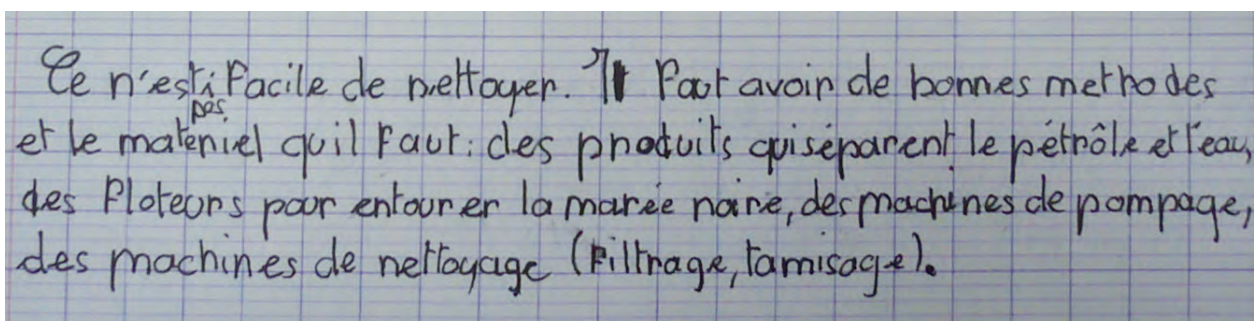 Ce n'est pas facile de nettoyer. Il faut avoir de bonnes methodes
et le materiel qu'il faut : des produits qui séparent le pétrôle et l'eau,
des floteurs pour entourer la marée noire, des machines de pompage,
des machines de nettoyage (filtrage, tamisage).